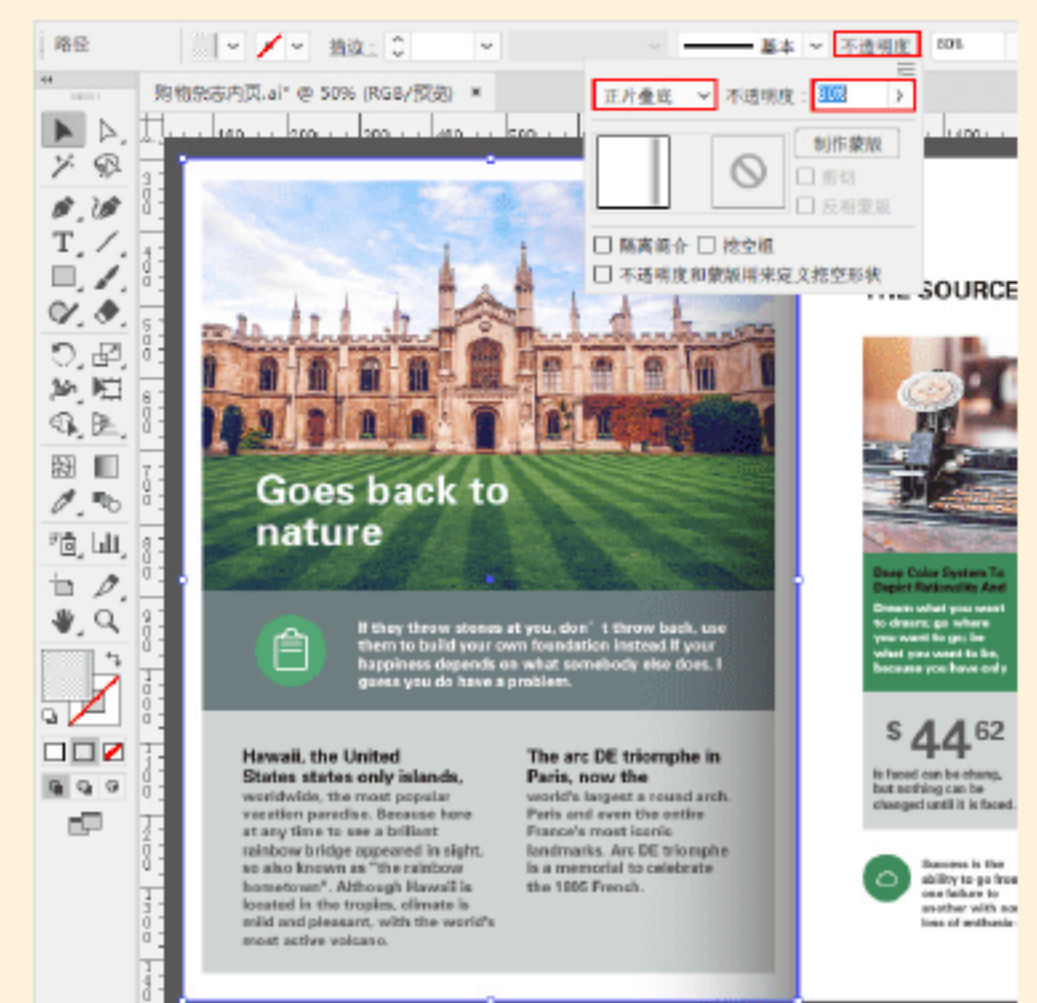 路径
描边：
基本
不透明度
80%
购物杂志内页.ai* @ 50% (RGB/预览) ×
正片叠底
不透明度：
80%
制作蒙版
剪切
反相蒙版
隔离混合
挖空组
不透明度和蒙版用来定义挖空形状
THE SOURCE
Goes back to
nature
If they throw stones at you, don't throw back, use
them to build your own foundation instead.If your
happiness depends on what somebody else does, I
guess you do have a problem.
Hawaii, the United
States states only islands,
worldwide, the most popular
vacation paradise. Because here
at any time to see a brilliant
rainbow bridge appeared in sight,
so also known as "the rainbow
hometown". Although Hawaii is
located in the tropics, climate is
mild and pleasant, with the world's
most active volcano.
The arc DE triomphe in
Paris, now the
world's largest a round arch.
Paris and even the entire
France's most iconic
landmarks. Arc DE triomphe
is a memorial to celebrate
the 1805 French.
Deep Color System To
Depict Rationality And
Dream what you want
to dream; go where
you want to go; be
what you want to be,
because you have only
$ 44 62
is faced can be chang,
but nothing can be
changed until it is faced.
Success is the
ability to go from
one failure to
another with no
loss of enthusia